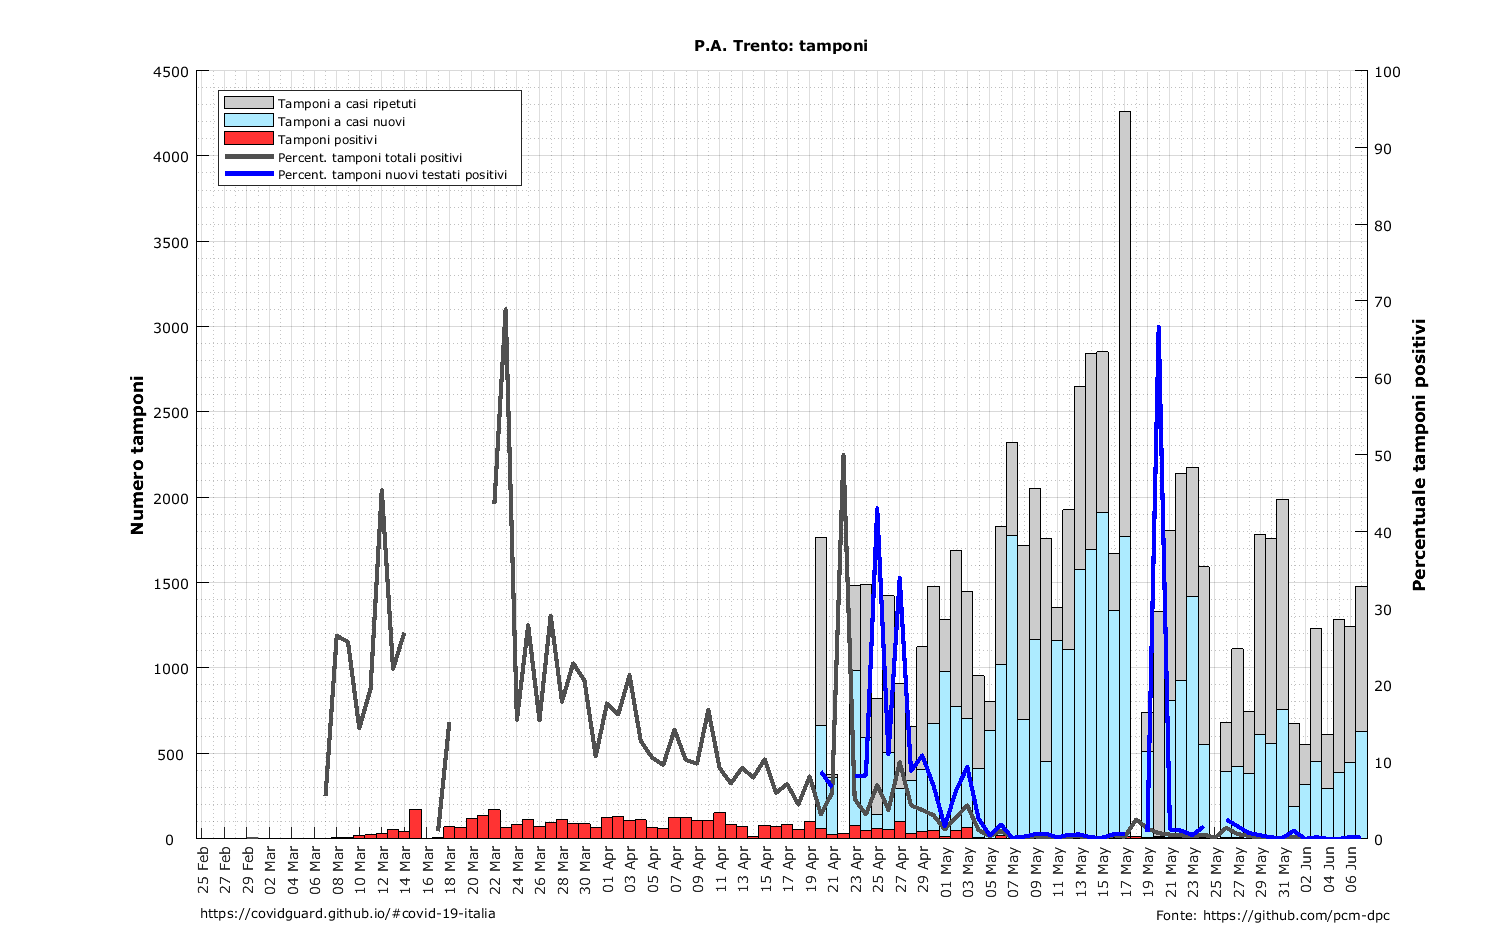 P.A. Trento: tamponi
4500
4000
3500
3000
2500
2000
1500
1000
500
0
Numero tamponi
Tamponi a casi ripetuti
Tamponi a casi nuovi
Tamponi positivi
Percent. tamponi totali positivi
Percent. tamponi nuovi testati positivi
100
90
80
70
60
50
40
30
20
10
0
Percentuale tamponi positivi
25 Feb
27 Feb
29 Feb
02 Mar
04 Mar
06 Mar
08 Mar
10 Mar
12 Mar
14 Mar
16 Mar
18 Mar
20 Mar
22 Mar
24 Mar
26 Mar
28 Mar
30 Mar
01 Apr
03 Apr
05 Apr
07 Apr
09 Apr
11 Apr
13 Apr
15 Apr
17 Apr
19 Apr
21 Apr
23 Apr
25 Apr
27 Apr
29 Apr
01 May
03 May
05 May
07 May
09 May
11 May
13 May
15 May
17 May
19 May
21 May
23 May
25 May
27 May
29 May
31 May
02 Jun
04 Jun
06 Jun
https://covidguard.github.io/#covid-19-italia
Fonte: https://github.com/pcm-dpc